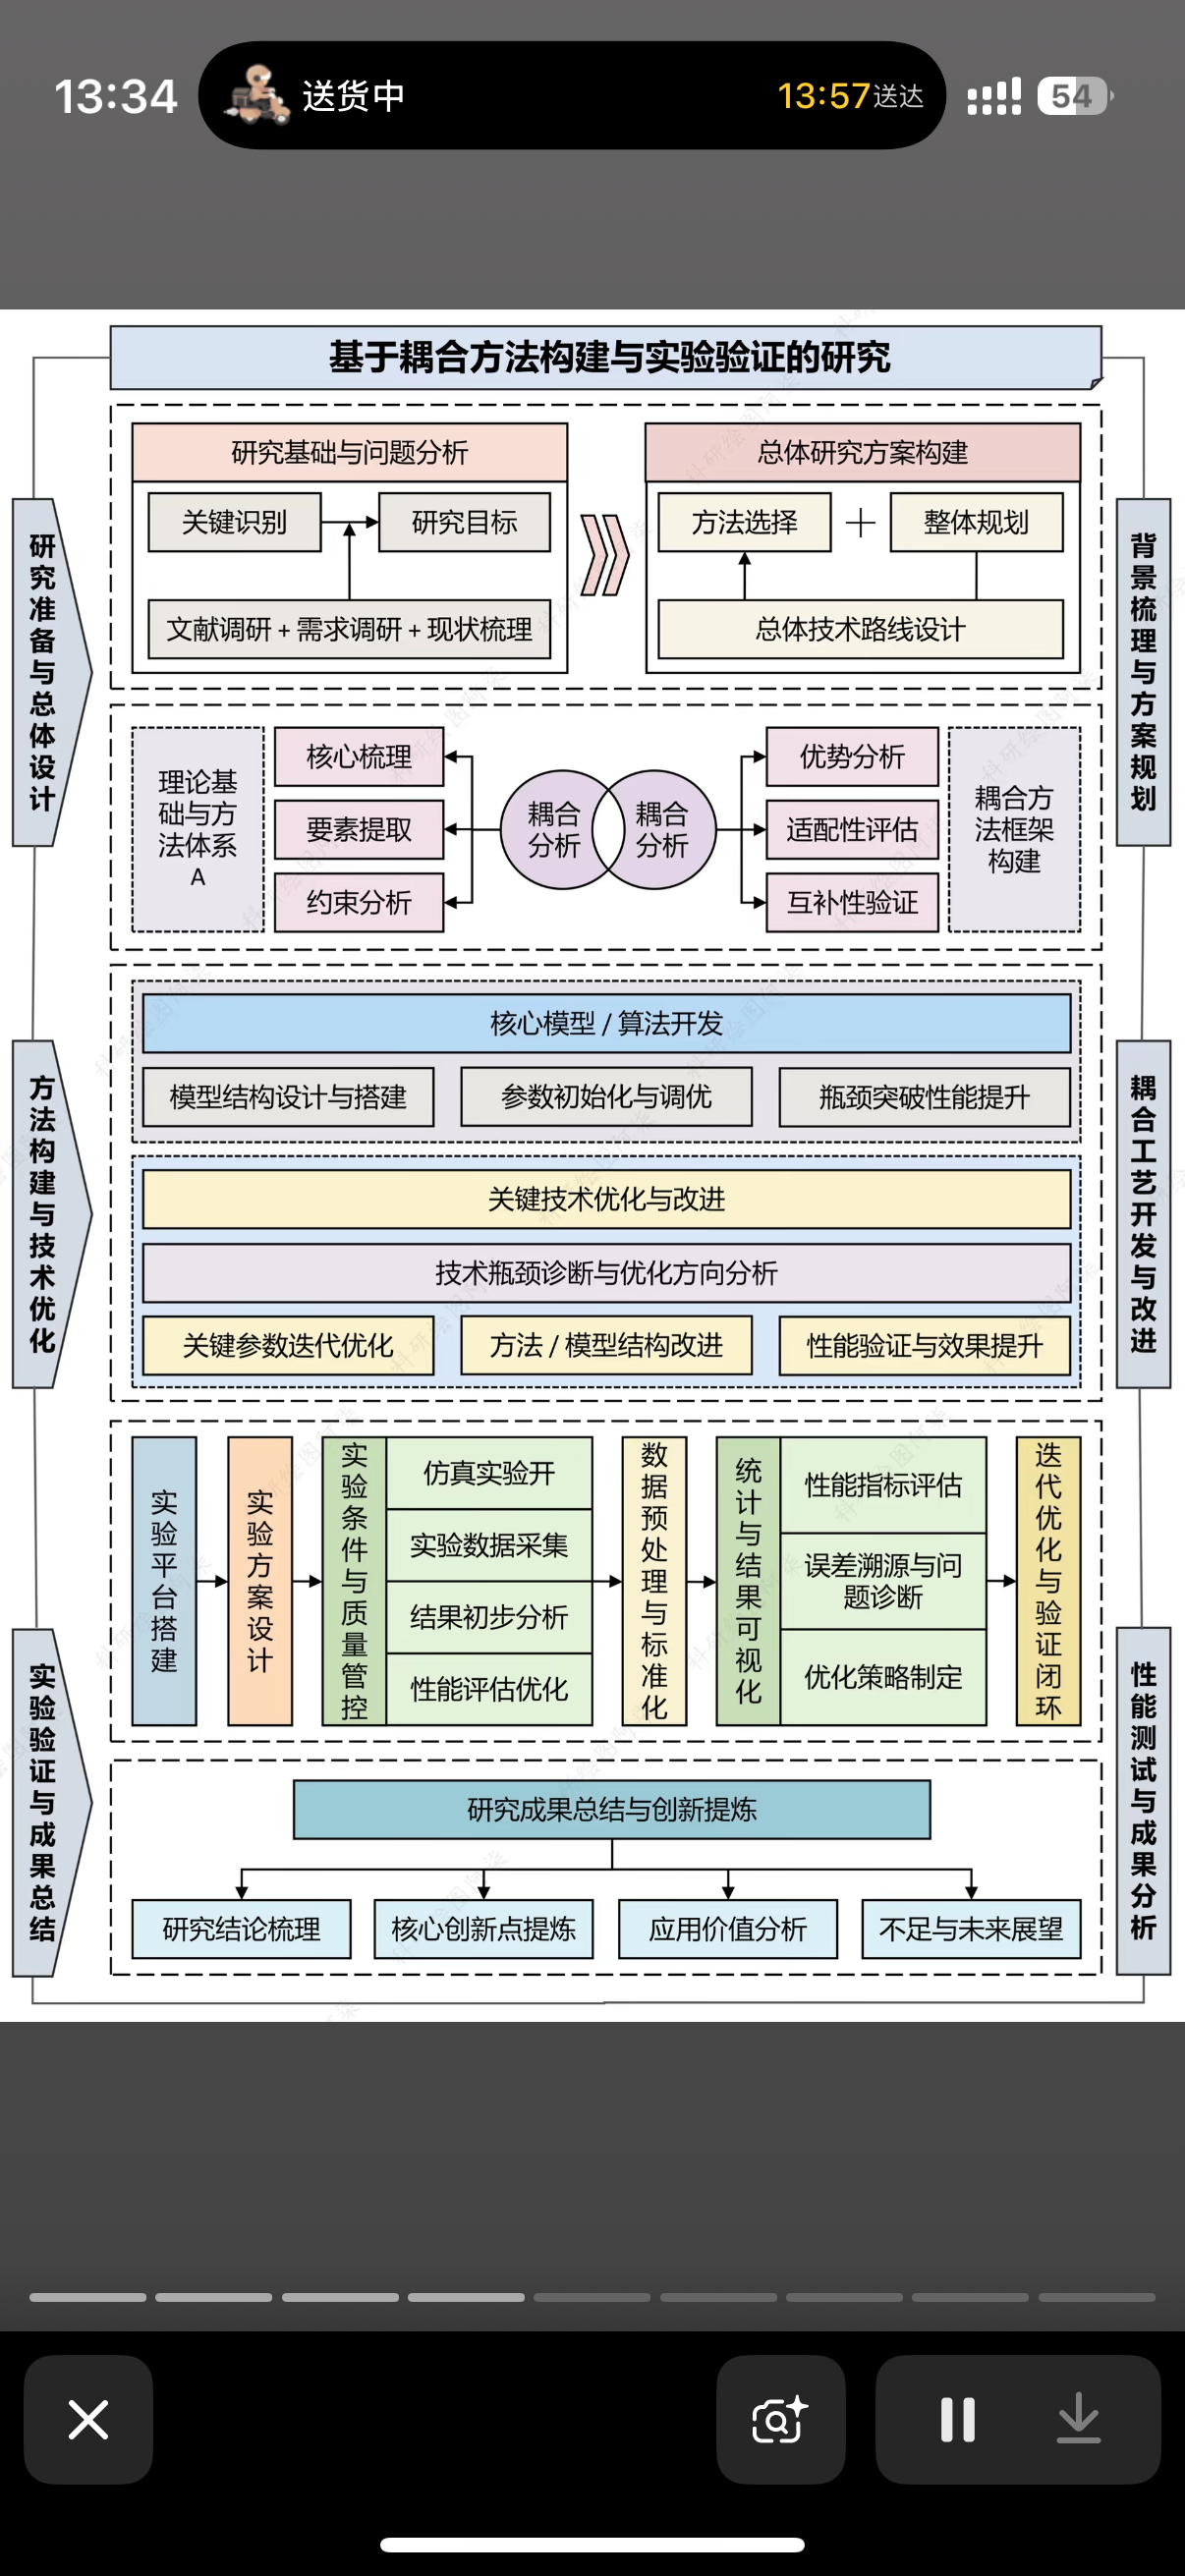 13:34
送货中
13:57送达
54
基于耦合方法构建与实验验证的研究
研究准备与总体设计
方法构建与技术优化
实验验证与成果总结
研究基础与问题分析
关键识别
研究目标
文献调研 + 需求调研 + 现状梳理
总体研究方案构建
方法选择
整体规划
总体技术路线设计
理论基
础与方
法体系
A
核心梳理
要素提取
约束分析
耦合
分析
耦合
分析
优势分析
适配性评估
互补性验证
耦合方
法框架
构建
核心模型 / 算法开发
模型结构设计与搭建
参数初始化与调优
瓶颈突破性能提升
关键技术优化与改进
技术瓶颈诊断与优化方向分析
关键参数迭代优化
方法 / 模型结构改进
性能验证与效果提升
实验平台搭建
实验方案设计
实验条件与质量管控
仿真实验开
实验数据采集
结果初步分析
性能评估优化
数据预处理与标准化
统计与结果可视化
性能指标评估
误差溯源与问
题诊断
优化策略制定
迭代优化与验证闭环
研究成果总结与创新提炼
研究结论梳理
核心创新点提炼
应用价值分析
不足与未来展望
背景梳理与方案规划
耦合工艺开发与改进
性能测试与成果分析